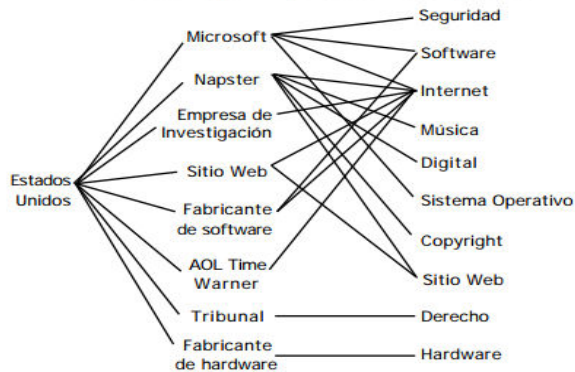 Estados
Unidos
Microsoft
Napster
Empresa de
Investigación
Sitio Web
Fabricante
de software
AOL Time
Warner
Tribunal
Fabricante
de hardware
Seguridad
Software
Internet
Música
Digital
Sistema Operativo
Copyright
Sitio Web
Derecho
Hardware